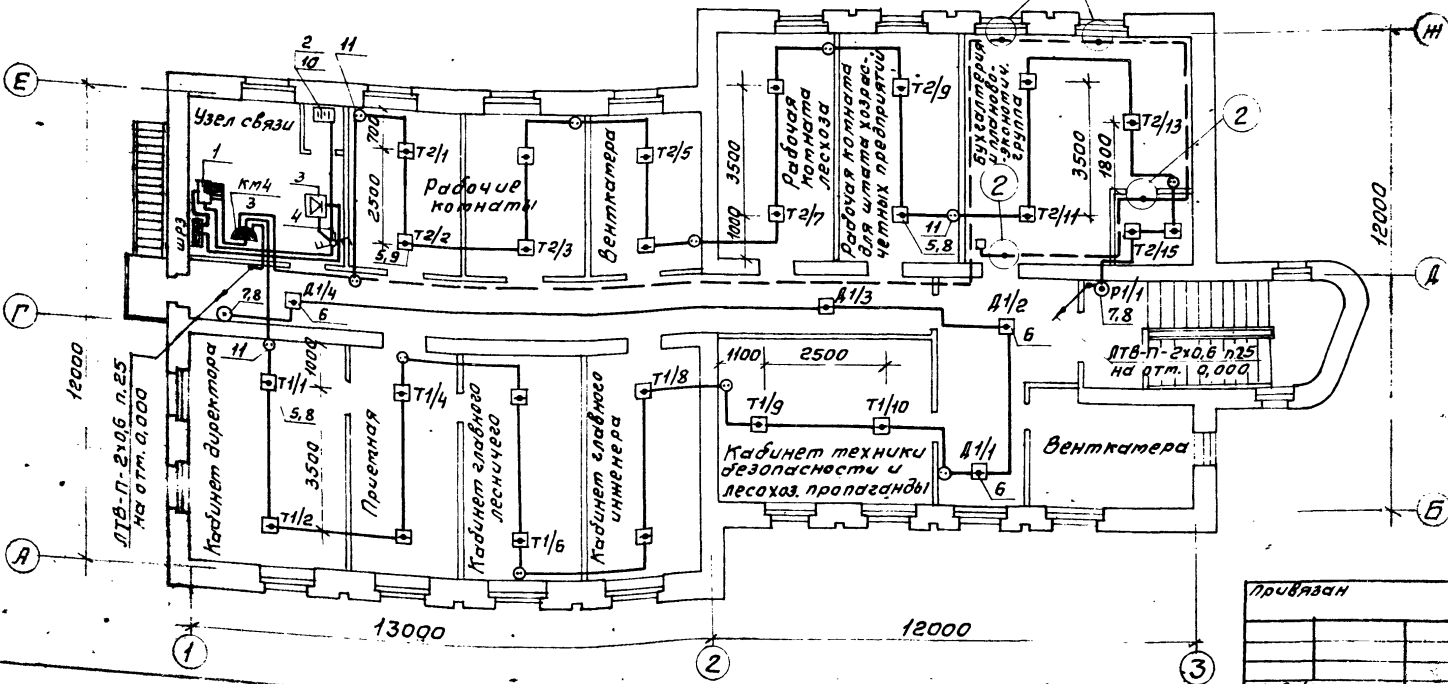 Ж
Е
2
10
11
Узел связи
1
КМ4
3
3
4
ШРЗ
700
2500
Т2/1
Т2/2
5,9
Рабочие
комнаты
Т2/3
Венткамера
Т2/5
3500
1000
Т2/7
Рабочая
комната
лесхоза
Рабочая комната
для штата хозрас-
четных предприятий
Т2/9
11
5,8
Бухгалтерия
и планово-
-экономич.
группа
2
Т2/11
3500
1800
Т2/13
2
Т2/15
12000
Д
Г
7,8
Д1/4
6
Д1/3
Д1/2
6
Р1/1
7,8
ЛТВ-П-2х0,6 п.25
на отм. 0,000
12000
ЛТВ-П-2х0,6 п.25
на отм. 0,000
11
1000
Т1/1
5,8
3500
Т1/2
Кабинет директора
Приемная
Т1/4
Кабинет главного
лесничего
Т1/6
Кабинет главного
инженера
Т1/8
1100
2500
Т1/9
Т1/10
Кабинет техники
безопасности и
лесохоз. пропаганды
Д1/1
6
Венткамера
Б
А
13000
12000
1
2
3
Привязан